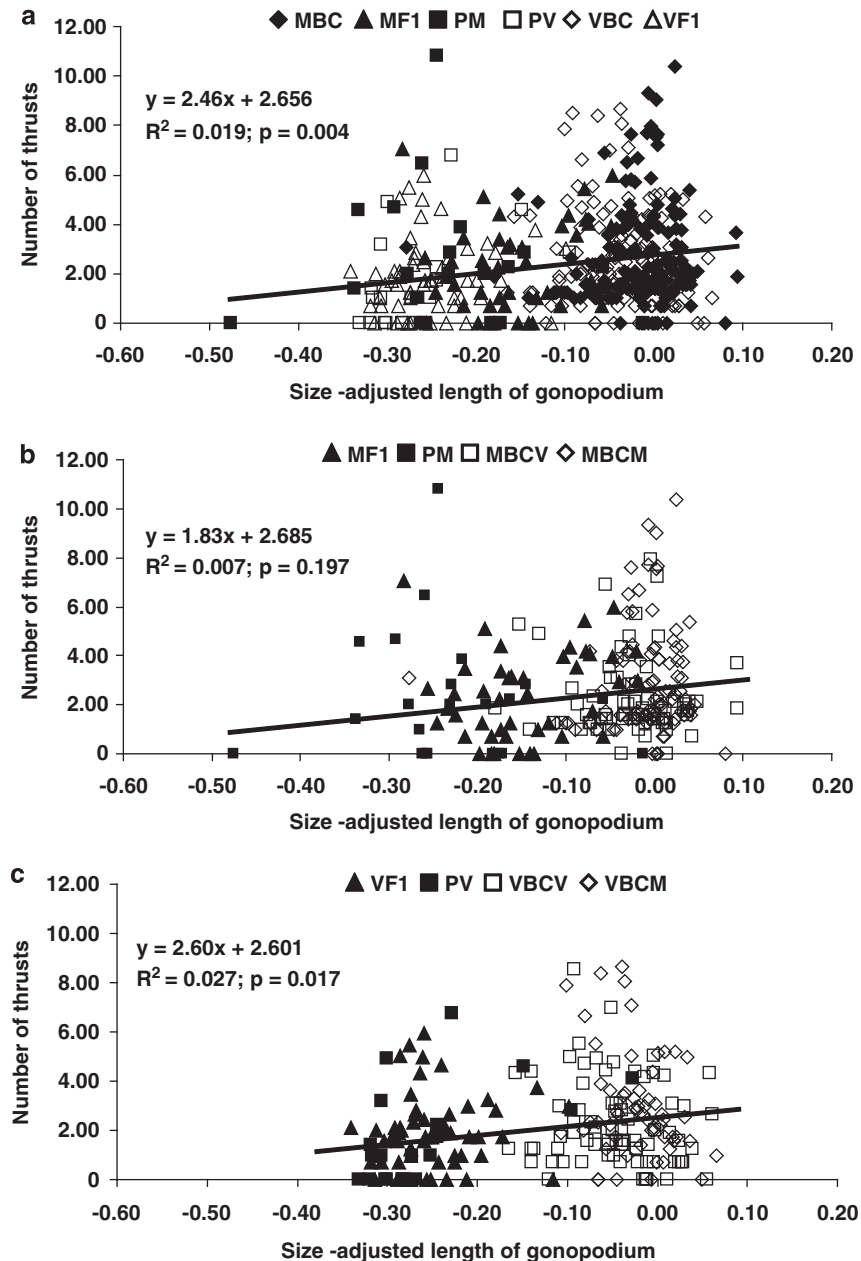 a
MBC MF1 PM PV VBC VF1
12.00
10.00
8.00
6.00
4.00
2.00
0
Number of thrusts
y = 2.46x + 2.656
R² = 0.019; p = 0.004
-0.60 -0.50 -0.40 -0.30 -0.20 -0.10 0.00 0.10 0.20
Size -adjusted length of gonopodium
b
MF1 PM MBCV MBCM
12.00
10.00
8.00
6.00
4.00
2.00
0
Number of thrusts
y = 1.83x + 2.685
R² = 0.007; p = 0.197
-0.60 -0.50 -0.40 -0.30 -0.20 -0.10 0.00 0.10 0.20
Size -adjusted length of gonopodium
c
VF1 PV VBCV VBCM
12.00
10.00
8.00
6.00
4.00
2.00
0
Number of thrusts
y = 2.60x + 2.601
R² = 0.027; p = 0.017
-0.60 -0.50 -0.40 -0.30 -0.20 -0.10 0.00 0.10 0.20
Size -adjusted length of gonopodium